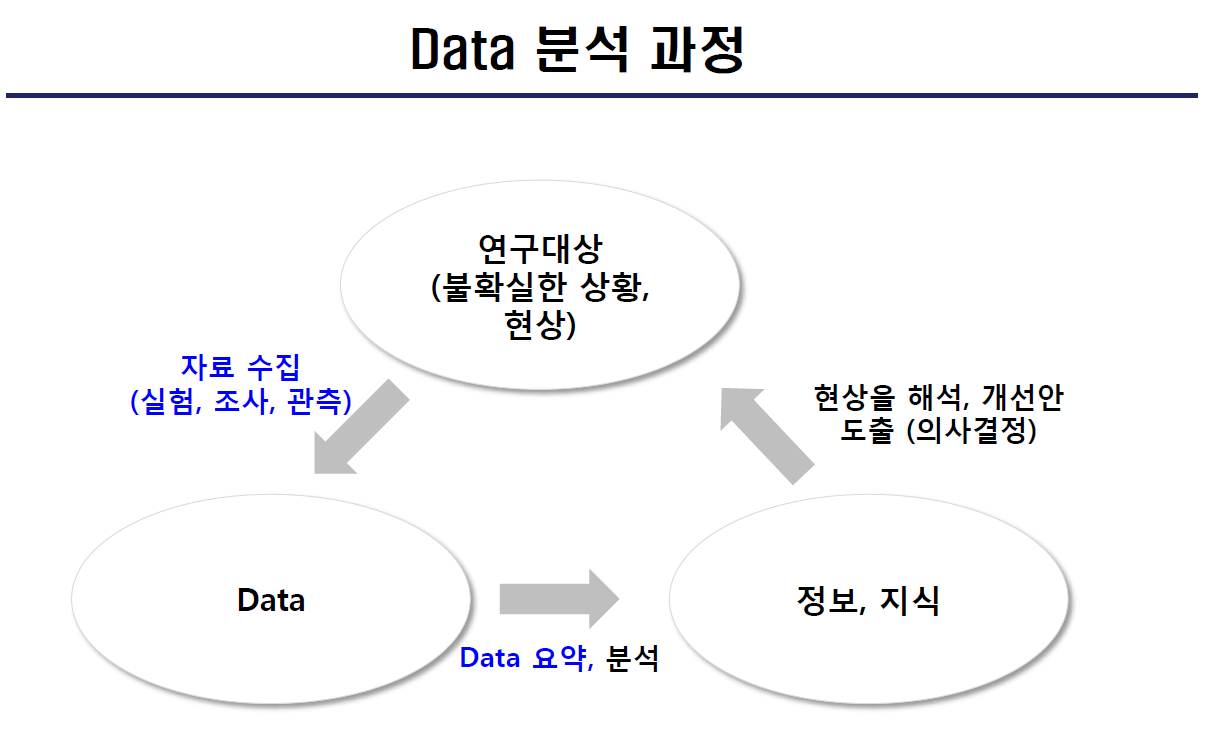 Data 분석 과정
연구대상
(불확실한 상황,
현상)
자료 수집
(실험, 조사, 관측)
현상을 해석, 개선안
도출 (의사결정)
Data
정보, 지식
Data 요약, 분석